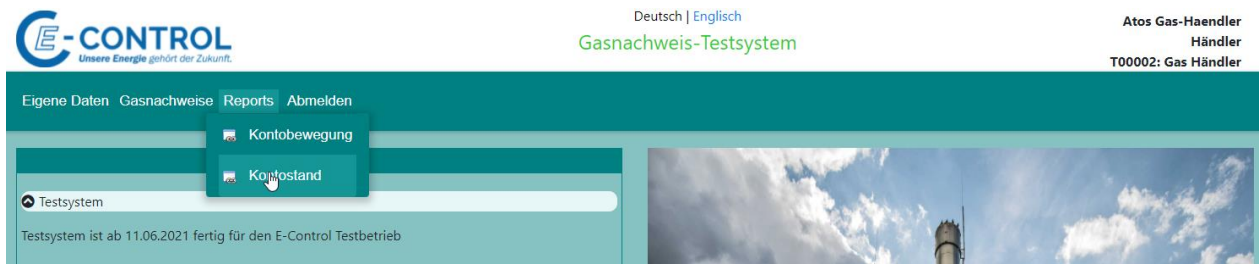 E-CONTROL
Unsere Energie gehört der Zukunft.
Deutsch | Englisch
Gasnachweis-Testsystem
Atos Gas-Haendler
Händler
T00002: Gas Händler
Eigene Daten Gasnachweise Reports Abmelden
Kontobewegung
Kontostand
Testsystem
Testsystem ist ab 11.06.2021 fertig für den E-Control Testbetrieb